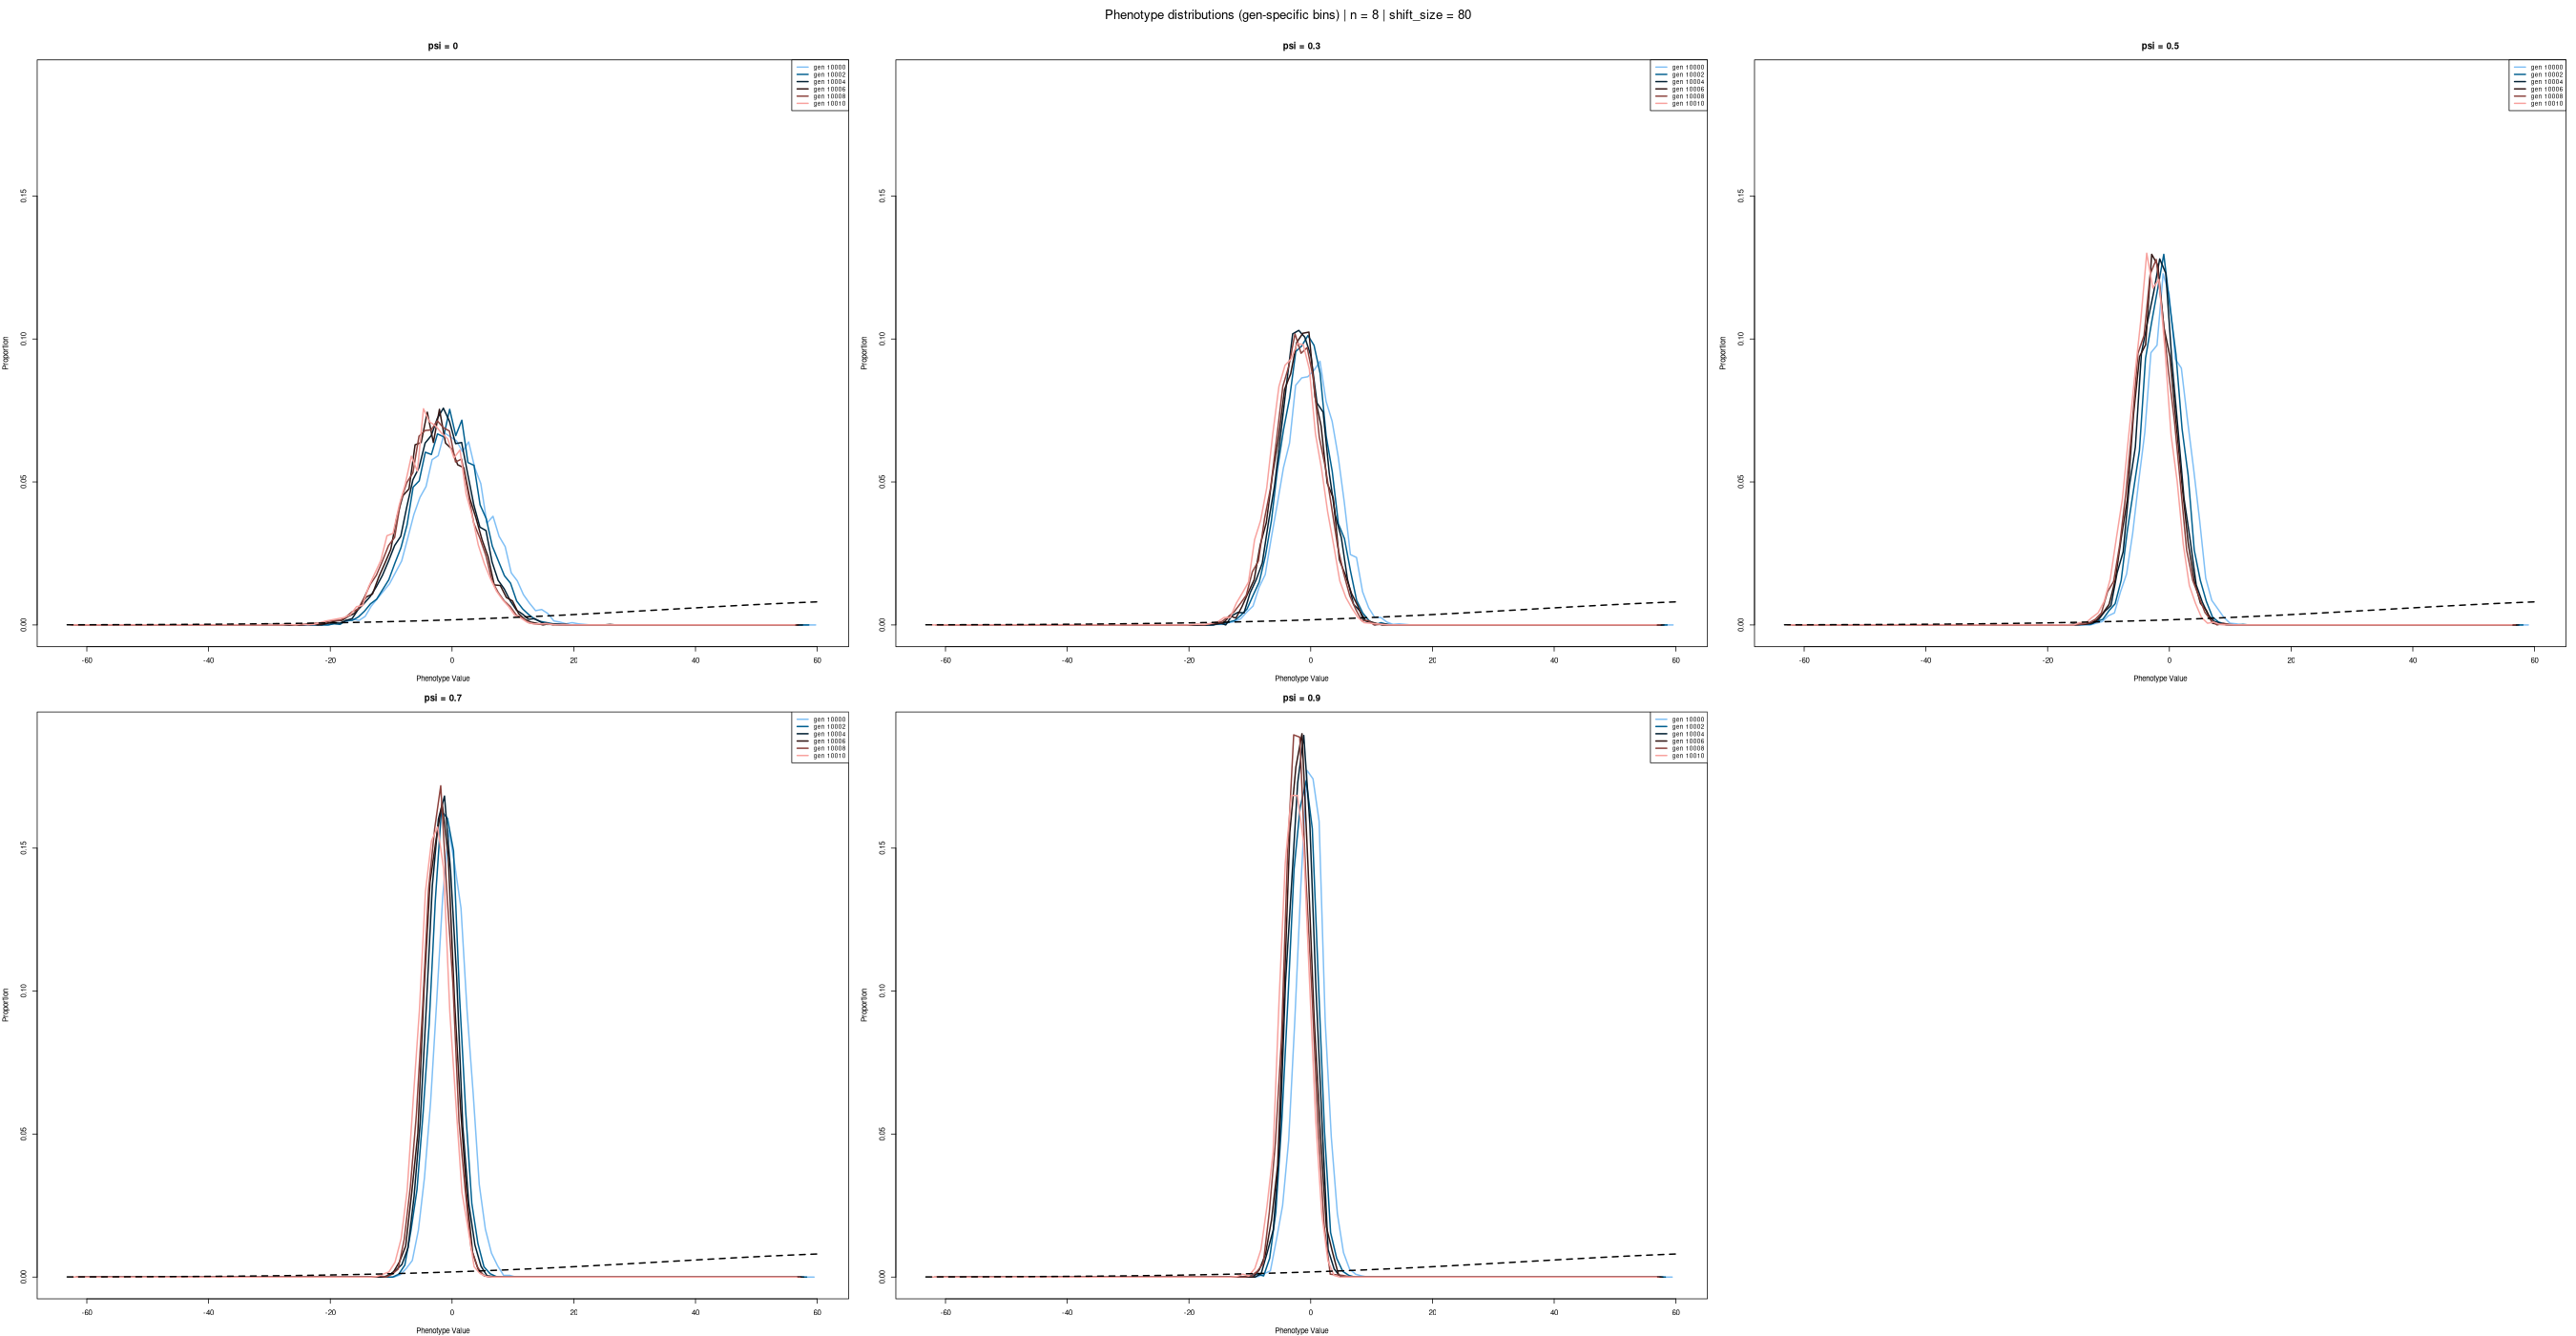 Phenotype distributions (gen-specific bins) | n = 8 | shift_size = 80
psi = 0
gen 10000
gen 10002
gen 10004
gen 10006
gen 10008
gen 10010
Proportion
0.00
0.05
0.10
0.15
-60 -40 -20 0 20 40 60
Phenotype Value
psi = 0.3
gen 10000
gen 10002
gen 10004
gen 10006
gen 10008
gen 10010
Proportion
0.00
0.05
0.10
0.15
-60 -40 -20 0 20 40 60
Phenotype Value
psi = 0.5
gen 10000
gen 10002
gen 10004
gen 10006
gen 10008
gen 10010
Proportion
0.00
0.05
0.10
0.15
-60 -40 -20 0 20 40 60
Phenotype Value
psi = 0.7
gen 10000
gen 10002
gen 10004
gen 10006
gen 10008
gen 10010
Proportion
0.00
0.05
0.10
0.15
-60 -40 -20 0 20 40 60
Phenotype Value
psi = 0.9
gen 10000
gen 10002
gen 10004
gen 10006
gen 10008
gen 10010
Proportion
0.00
0.05
0.10
0.15
-60 -40 -20 0 20 40 60
Phenotype Value